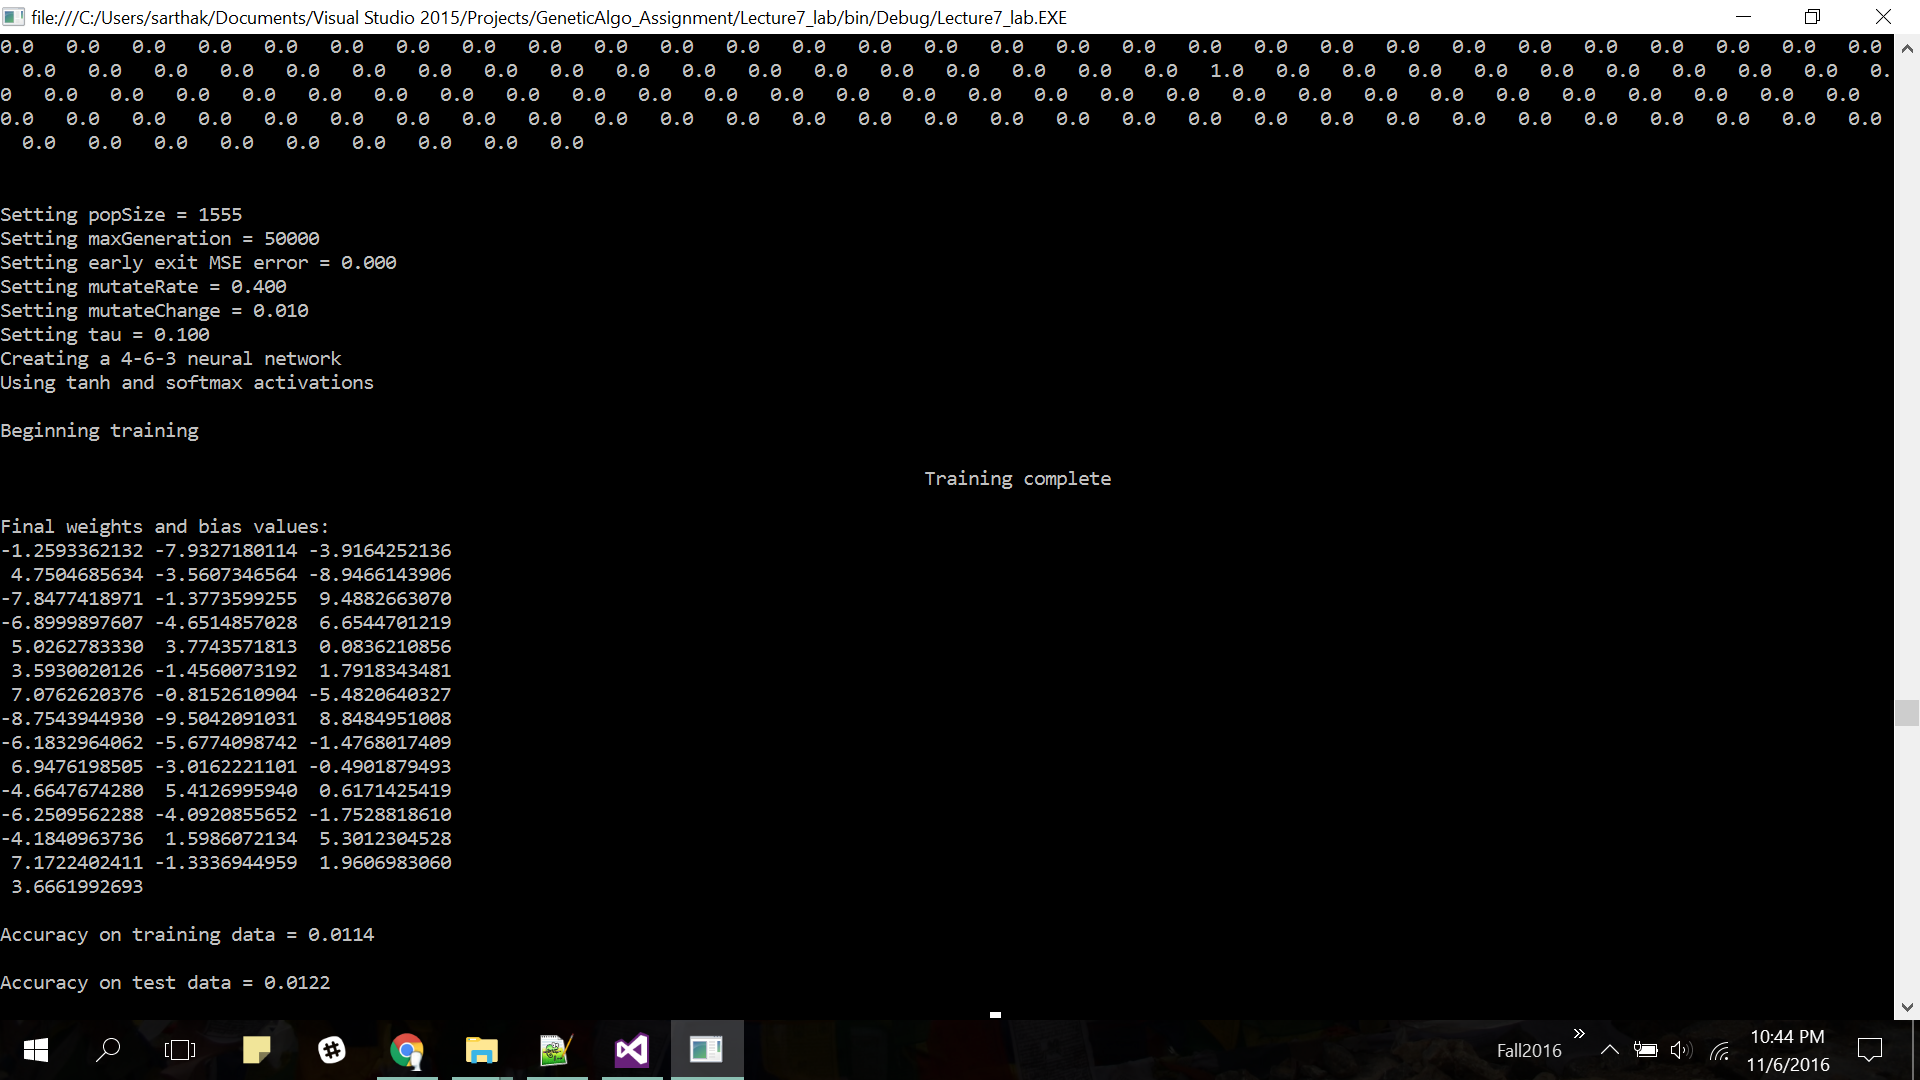 file:///C:/Users/sarthak/Documents/Visual Studio 2015/Projects/GeneticAlgo_Assignment/Lecture7_lab/bin/Debug/Lecture7_lab.EXE
0.0 0.0 0.0 0.0 0.0 0.0 0.0 0.0 0.0 0.0 0.0 0.0 0.0 0.0 0.0 0.0 0.0 0.0 0.0 0.0 0.0 0.0 0.0 0.0 0.0 0.0 0.0 0.0 0.0
0.0 0.0 0.0 0.0 0.0 0.0 0.0 0.0 0.0 0.0 0.0 0.0 0.0 0.0 0.0 0.0 0.0 0.0 1.0 0.0 0.0 0.0 0.0 0.0 0.0 0.0 0.0 0.0 0.
0 0.0 0.0 0.0 0.0 0.0 0.0 0.0 0.0 0.0 0.0 0.0 0.0 0.0 0.0 0.0 0.0 0.0 0.0 0.0 0.0 0.0 0.0 0.0 0.0 0.0 0.0 0.0 0.0
0.0 0.0 0.0 0.0 0.0 0.0 0.0 0.0 0.0 0.0 0.0 0.0 0.0 0.0 0.0 0.0 0.0 0.0 0.0 0.0 0.0 0.0 0.0 0.0 0.0 0.0 0.0 0.0 0.0
0.0 0.0 0.0 0.0 0.0 0.0 0.0 0.0 0.0
Setting popSize = 1555
Setting maxGeneration = 50000
Setting early exit MSE error = 0.000
Setting mutateRate = 0.400
Setting mutateChange = 0.010
Setting tau = 0.100
Creating a 4-6-3 neural network
Using tanh and softmax activations
Beginning training
Training complete
Final weights and bias values:
-1.2593362132 -7.9327180114 -3.9164252136
4.7504685634 -3.5607346564 -8.9466143906
-7.8477418971 -1.3773599255 9.4882663070
-6.8999897607 -4.6514857028 6.6544701219
5.0262783330 3.7743571813 0.0836210856
3.5930020126 -1.4560073192 1.7918343481
7.0762620376 -0.8152610904 -5.4820640327
-8.7543944930 -9.5042091031 8.8484951008
-6.1832964062 -5.6774098742 -1.4768017409
6.9476198505 -3.0162221101 -0.4901879493
-4.6647674280 5.4126995940 0.6171425419
-6.2509562288 -4.0920855652 -1.7528818610
-4.1840963736 1.5986072134 5.3012304528
7.1722402411 -1.3336944959 1.9606983060
3.6661992693
Accuracy on training data = 0.0114
Accuracy on test data = 0.0122
Fall2016
10:44 PM
11/6/2016